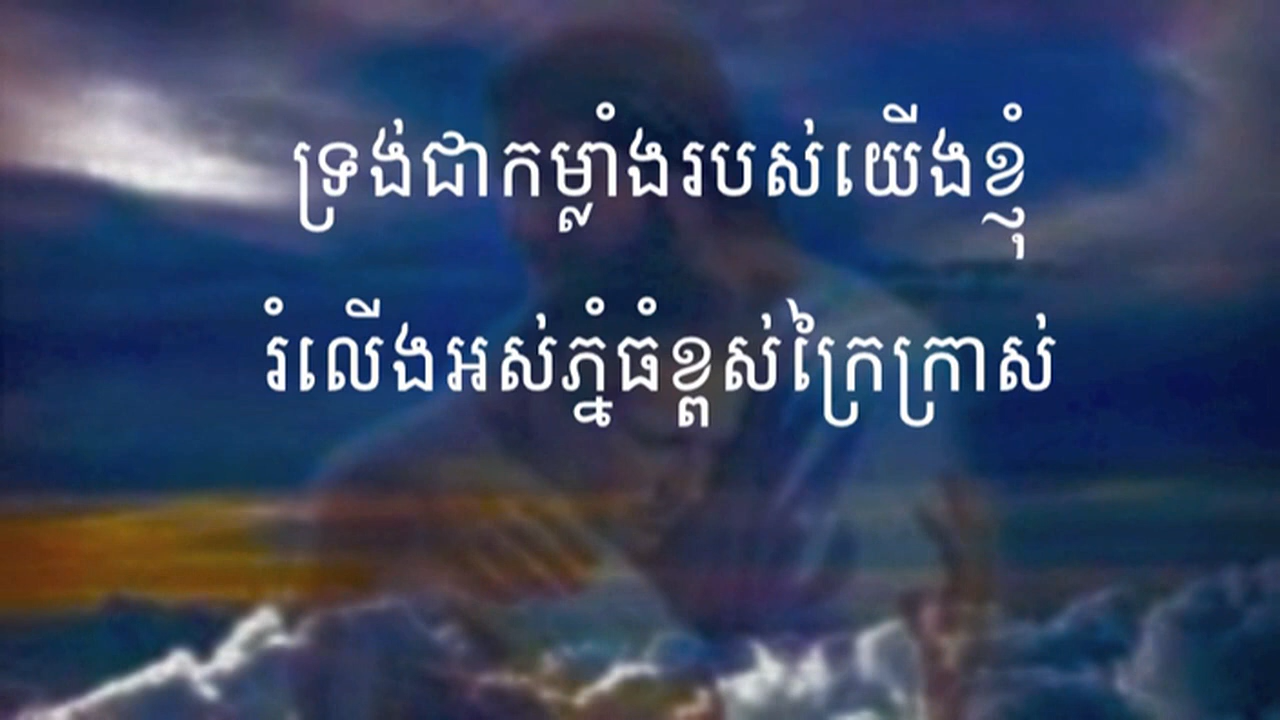 ទ្រង់ជាកម្លាំងរបស់យើងខ្ញុំ
រំលើងអស់ភ្នំធំខ្ពស់ក្រៃក្រាស់